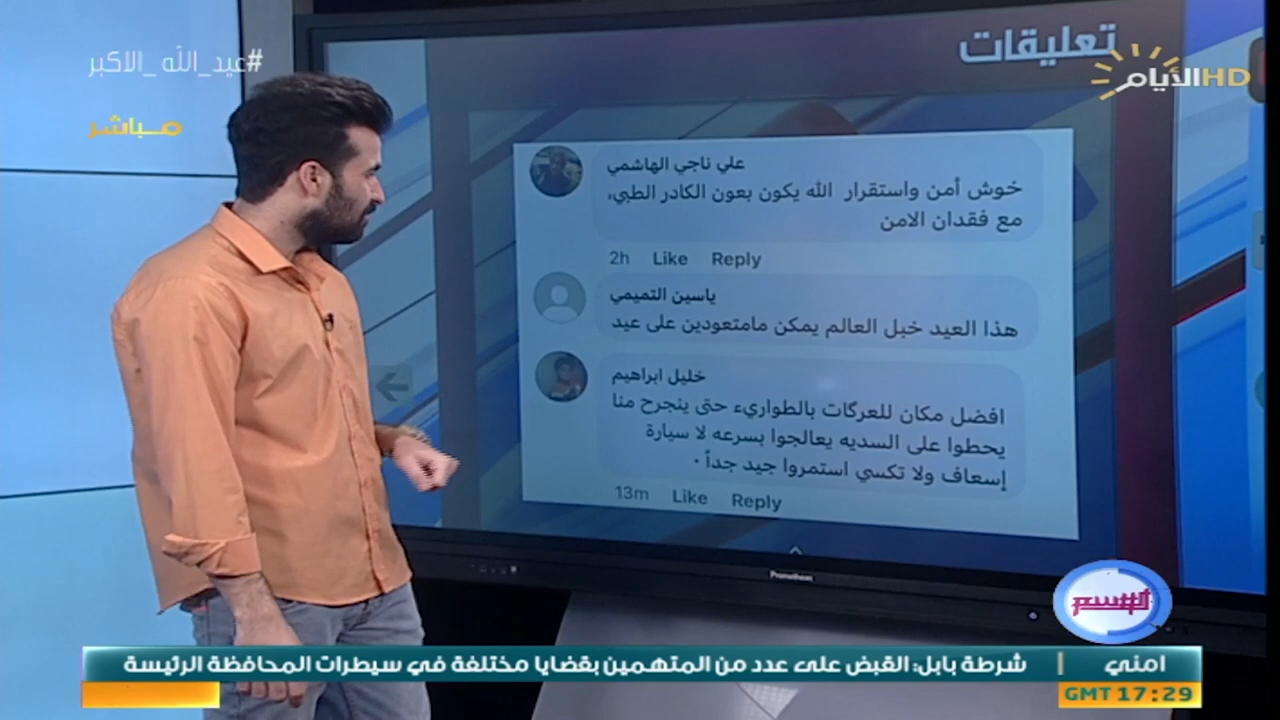 #عيد_الله_الاكبر
مباشر
تعليقات
الأيام HD
علي ناجي الهاشمي
خوش أمن واستقرار الله يكون بعون الكادر الطبي،
مع فقدان الامن
2h Like Reply
ياسين التميمي
هذا العيد خبل العالم يمكن مامتعودين على عيد
خليل ابراهيم
افضل مكان للعركات بالطواريء حتى ينجرح منا
يحطوا على السديه يعالجوا بسرعه لا سيارة
إسعاف ولا تكسي استمروا جيد جداً ٠
13m Like Reply
Promethean
امني | شرطة بابل: القبض على عدد من المتهمين بقضايا مختلفة في سيطرات المحافظة الرئيسة
GMT 17:29